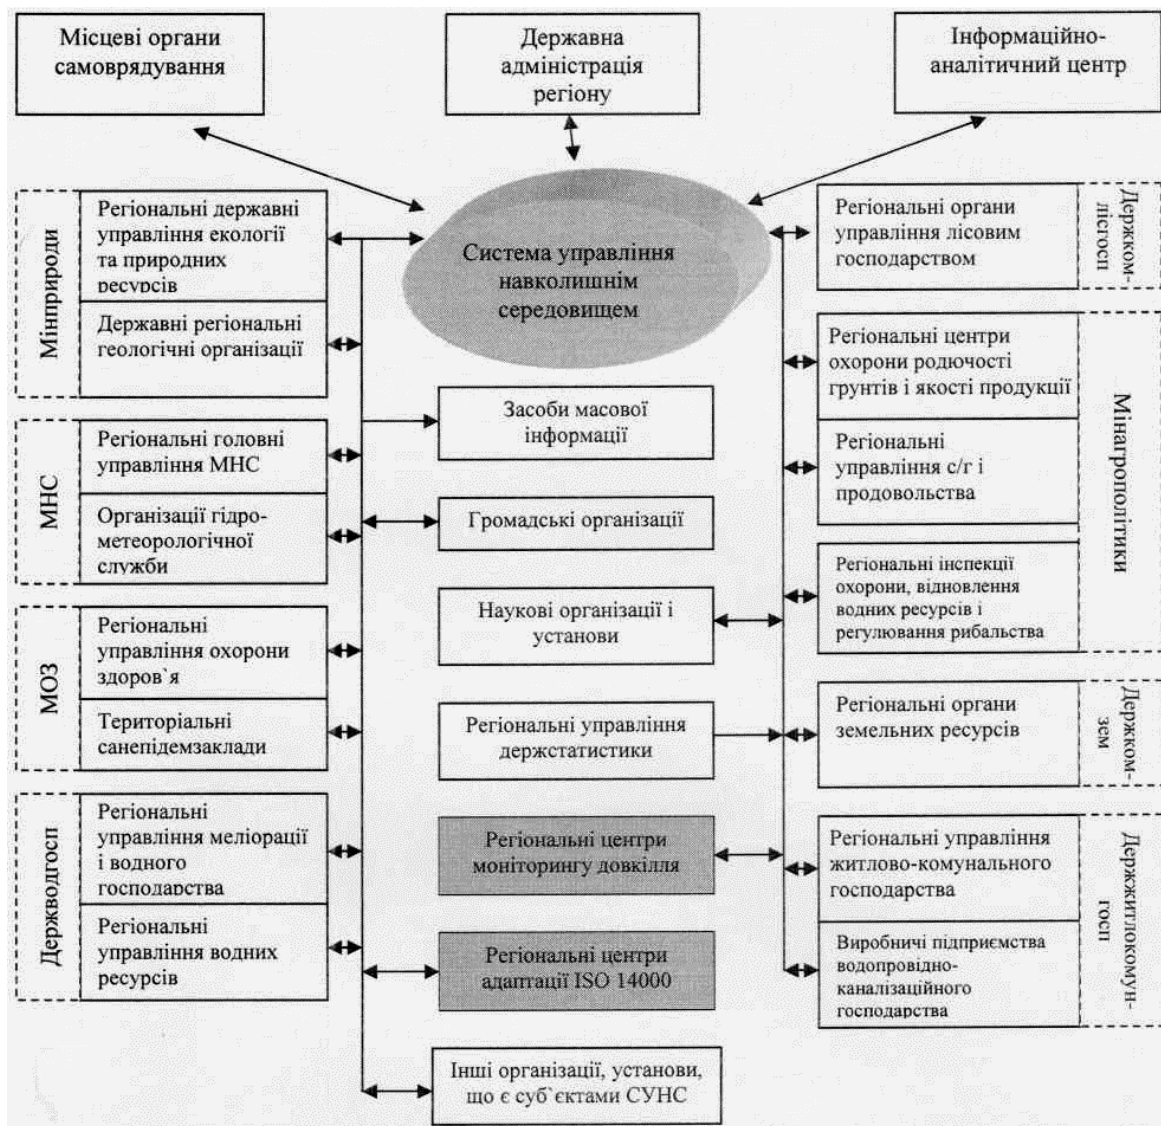 Місцеві органи
самоврядування
Державна
адміністрація
регіону
Інформаційно-
аналітичний центр
Система управління
навколишнім
середовищем
Мінприроди
Регіональні державні
управління екології
та природних
ресурсів
Державні регіональні
геологічні організації
МНС
Регіональні головні
управління МНС
Організації гідро-
метеорологічної
служби
МОЗ
Регіональні
управління охорони
здоров`я
Територіальні
санепідемзаклади
Держводгосп
Регіональні
управління меліорації
і водного
господарства
Регіональні
управління водних
ресурсів
Засоби масової
інформації
Громадські організації
Наукові організації і
установи
Регіональні управління
держстатистики
Регіональні центри
моніторингу довкілля
Регіональні центри
адаптації ISO 14000
Інші організації, установи,
що є суб`єктами СУНС
Регіональні органи
управління лісовим
господарством
Держком-
лісгосп
Регіональні центри
охорони родючості
грунтів і якості продукції
Регіональні
управління с/г і
продовольства
Регіональні інспекції
охорони, відновлення
водних ресурсів і
регулювання рибальства
Мінагрополітики
Регіональні органи
земельних ресурсів
Держком-
зем
Регіональні управління
житлово-комунального
господарства
Виробничі підприємства
водопровідно-
каналізаційного
господарства
Держжитлокомун-
госп